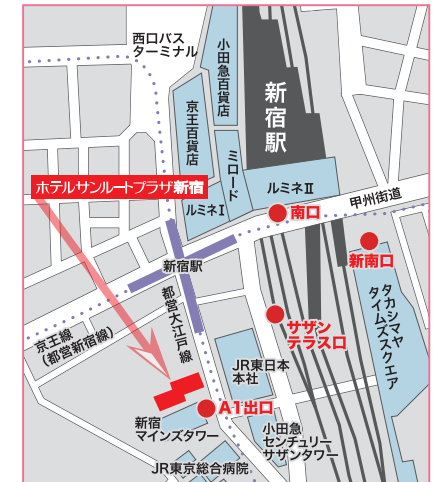 西口バス
ターミナル
小田急百貨店
京王百貨店
新宿駅
ミロード
ホテルサンルートプラザ新宿
ルミネⅠ
ルミネⅡ
甲州街道
南口
新南口
新宿駅
都営大江戸線
京王線
(都営新宿線)
サザン
テラス口
タカシマヤ
タイムズスクエア
JR東日本
本社
A1出口
新宿
マインズタワー
小田急
センチュリー
サザンタワー
JR東京総合病院